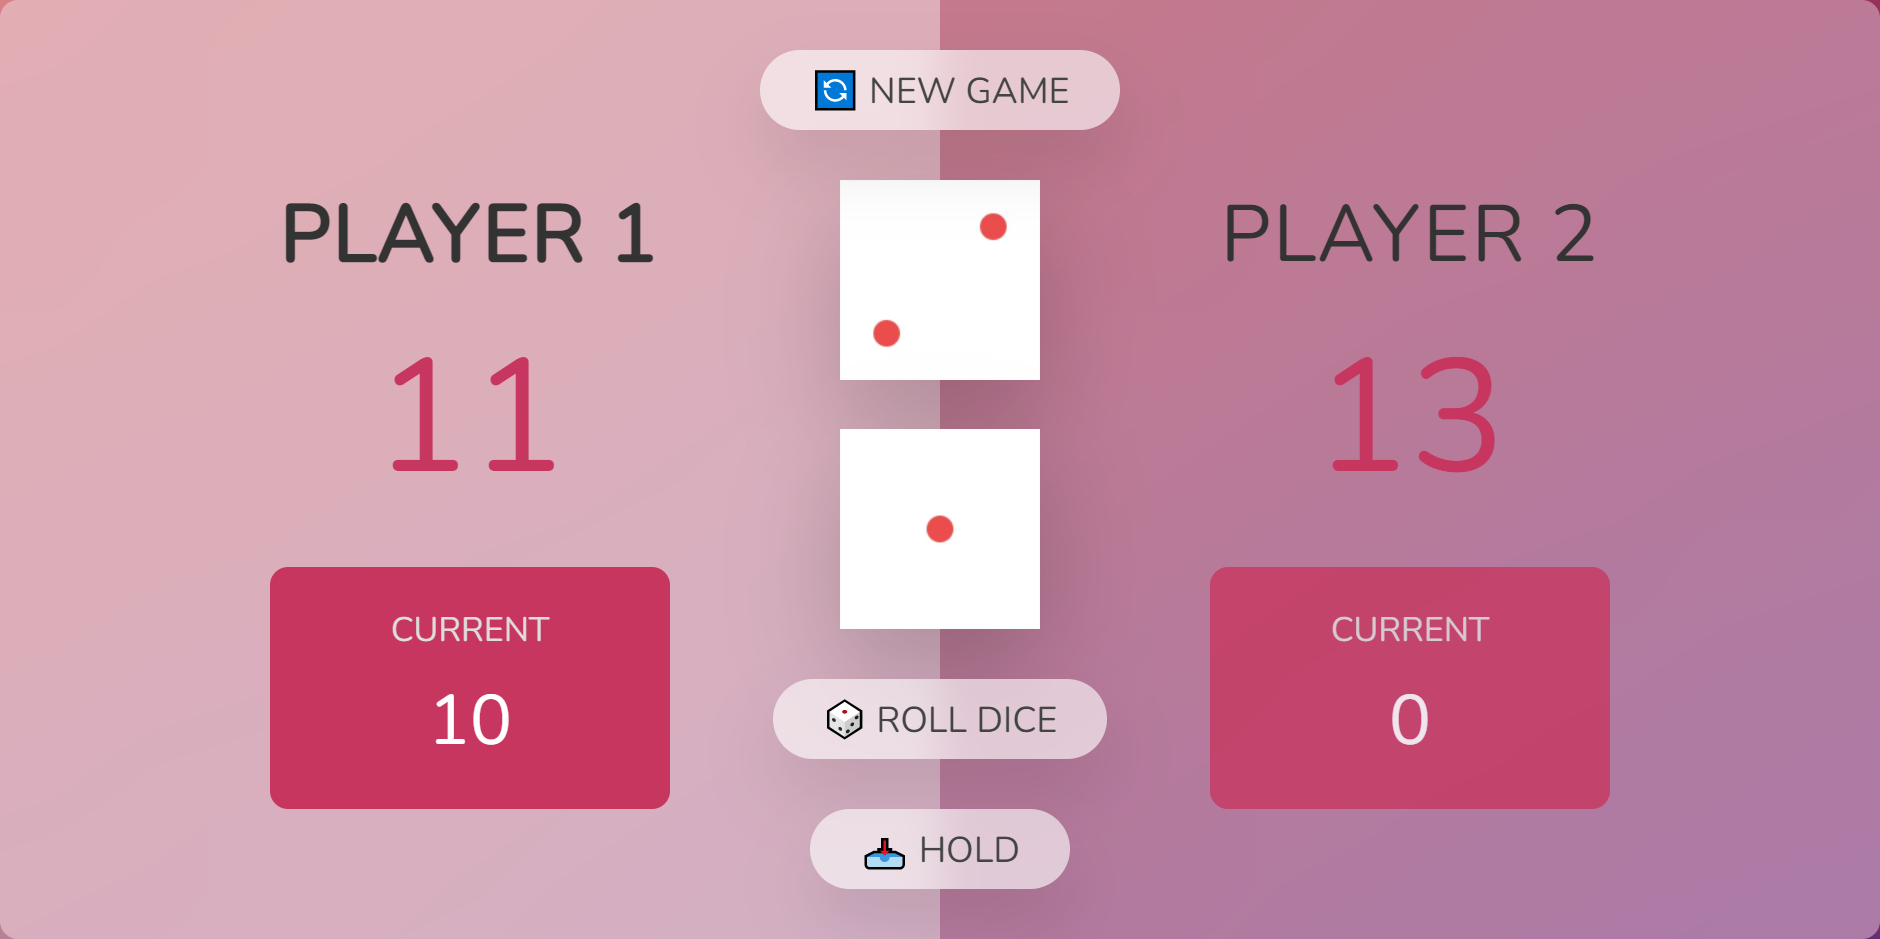 NEW GAME
PLAYER 1
11
CURRENT
10
PLAYER 2
13
CURRENT
0
ROLL DICE
HOLD